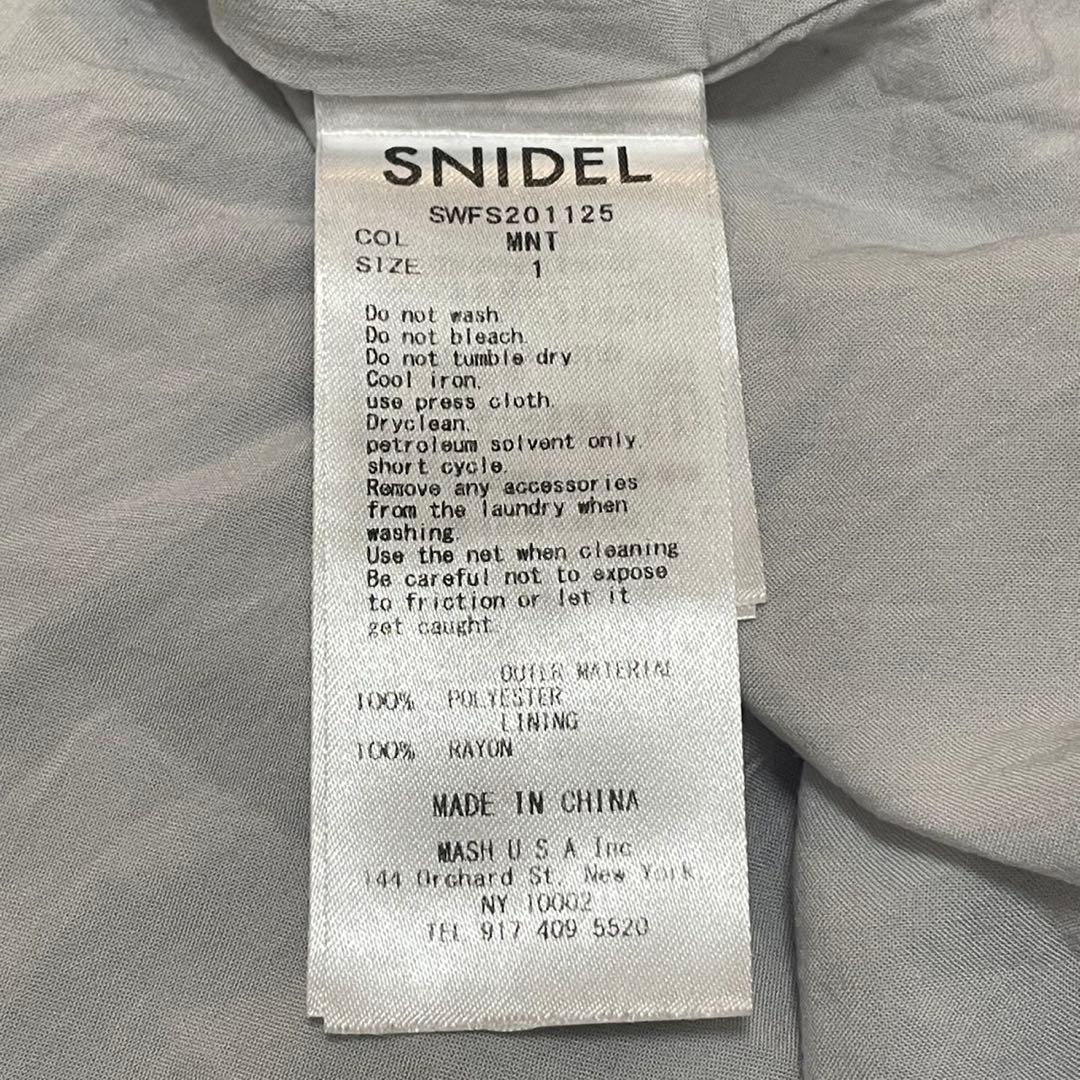 SNIDEL
SWFS201125
COL MNT
SIZE 1
Do not wash.
Do not bleach.
Do not tumble dry
Cool iron.
use press cloth.
Dryclean.
petroleum solvent only.
short cycle.
Remove any accessories
from the laundry when
washing.
Use the net when cleaning
Be careful not to expose
to friction or let it
get caught.
OUTER MATERIAL
100% POLYESTER
LINING
100% RAYON
MADE IN CHINA
MASH U S A Inc
144 Orchard St. New York,
NY 10002
TEL 917 409 5520